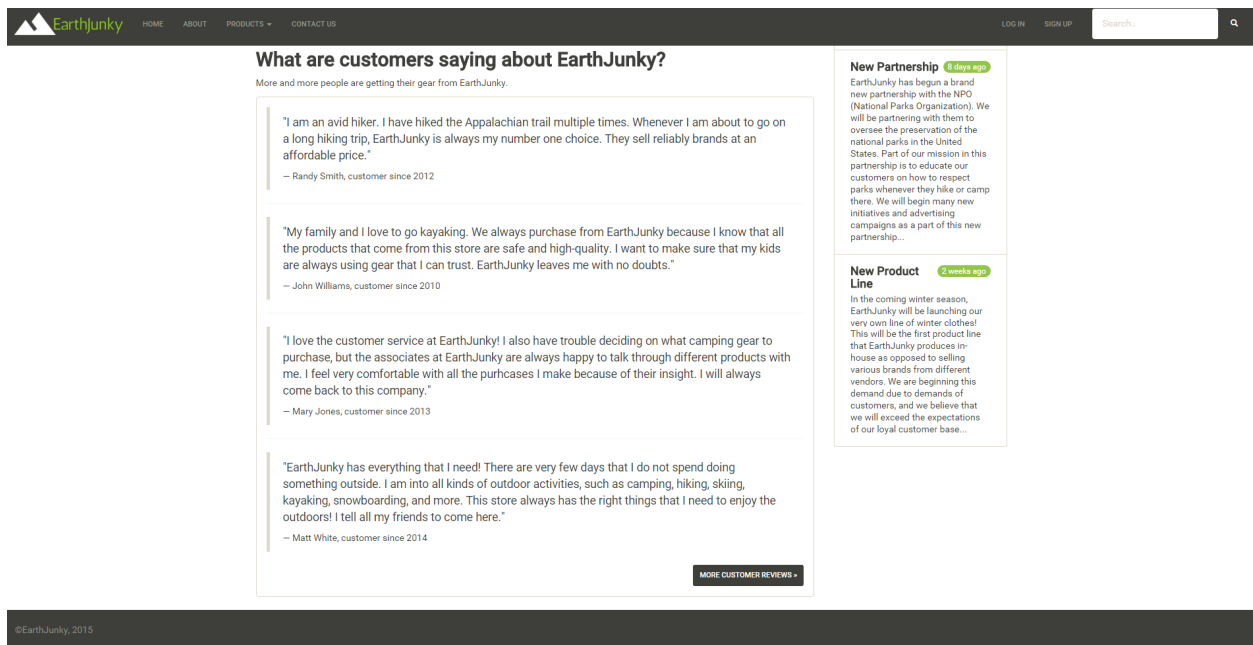 EarthJunky HOME ABOUT PRODUCTS CONTACT US LOG IN SIGN UP Search..
What are customers saying about EarthJunky?
More and more people are getting their gear from EarthJunky.
"I am an avid hiker. I have hiked the Appalachian trail multiple times. Whenever I am about to go on
a long hiking trip, EarthJunky is always my number one choice. They sell reliably brands at an
affordable price."
— Randy Smith, customer since 2012
"My family and I love to go kayaking. We always purchase from EarthJunky because I know that all
the products that come from this store are safe and high-quality. I want to make sure that my kids
are always using gear that I can trust. EarthJunky leaves me with no doubts."
— John Williams, customer since 2010
"I love the customer service at EarthJunky! I also have trouble deciding on what camping gear to
purchase, but the associates at EarthJunky are always happy to talk through different products with
me. I feel very comfortable with all the purhcases I make because of their insight. I will always
come back to this company."
— Mary Jones, customer since 2013
"EarthJunky has everything that I need! There are very few days that I do not spend doing
something outside. I am into all kinds of outdoor activities, such as camping, hiking, skiing,
kayaking, snowboarding, and more. This store always has the right things that I need to enjoy the
outdoors! I tell all my friends to come here."
— Matt White, customer since 2014
MORE CUSTOMER REVIEWS »
New Partnership 8 days ago
EarthJunky has begun a brand
new partnership with the NPO
(National Parks Organization). We
will be partnering with them to
oversee the preservation of the
national parks in the United
States. Part of our mission in this
partnership is to educate our
customers on how to respect
parks whenever they hike or camp
there. We will begin many new
initiatives and advertising
campaigns as a part of this new
partnership...
New Product 2 weeks ago
Line
In the coming winter season,
EarthJunky will be launching our
very own line of winter clothes!
This will be the first product line
that EarthJunky produces in-
house as opposed to selling
various brands from different
vendors. We are beginning this
demand due to demands of
customers, and we believe that
we will exceed the expectations
of our loyal customer base...
©EarthJunky, 2015